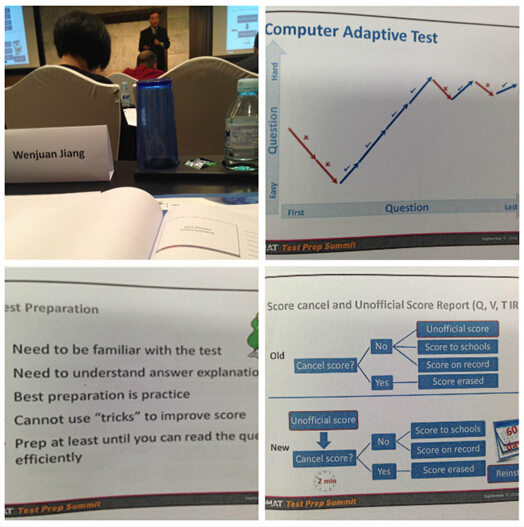 Wenjuan Jiang
Computer Adaptive Test
Hard
Question
Easy
First
Question
Last
MAT Test Prep Summit
September 17, 2014
est Preparation
Need to be familiar with the test
Need to understand answer explanatio
Best preparation is practice
Cannot use “tricks” to improve score
Prep at least until you can read the que
efficiently
Test Prep Summit
Score cancel and Unofficial Score Report (Q, V, T IR
Old
Cancel score?
No
Unofficial score
Score to schools
Score on record
Yes
Score erased
New
Unofficial score
Cancel score?
2 min
No
Score to schools
Score on record
Yes
Score erased
60
Reinst
MAT Test Prep Summit